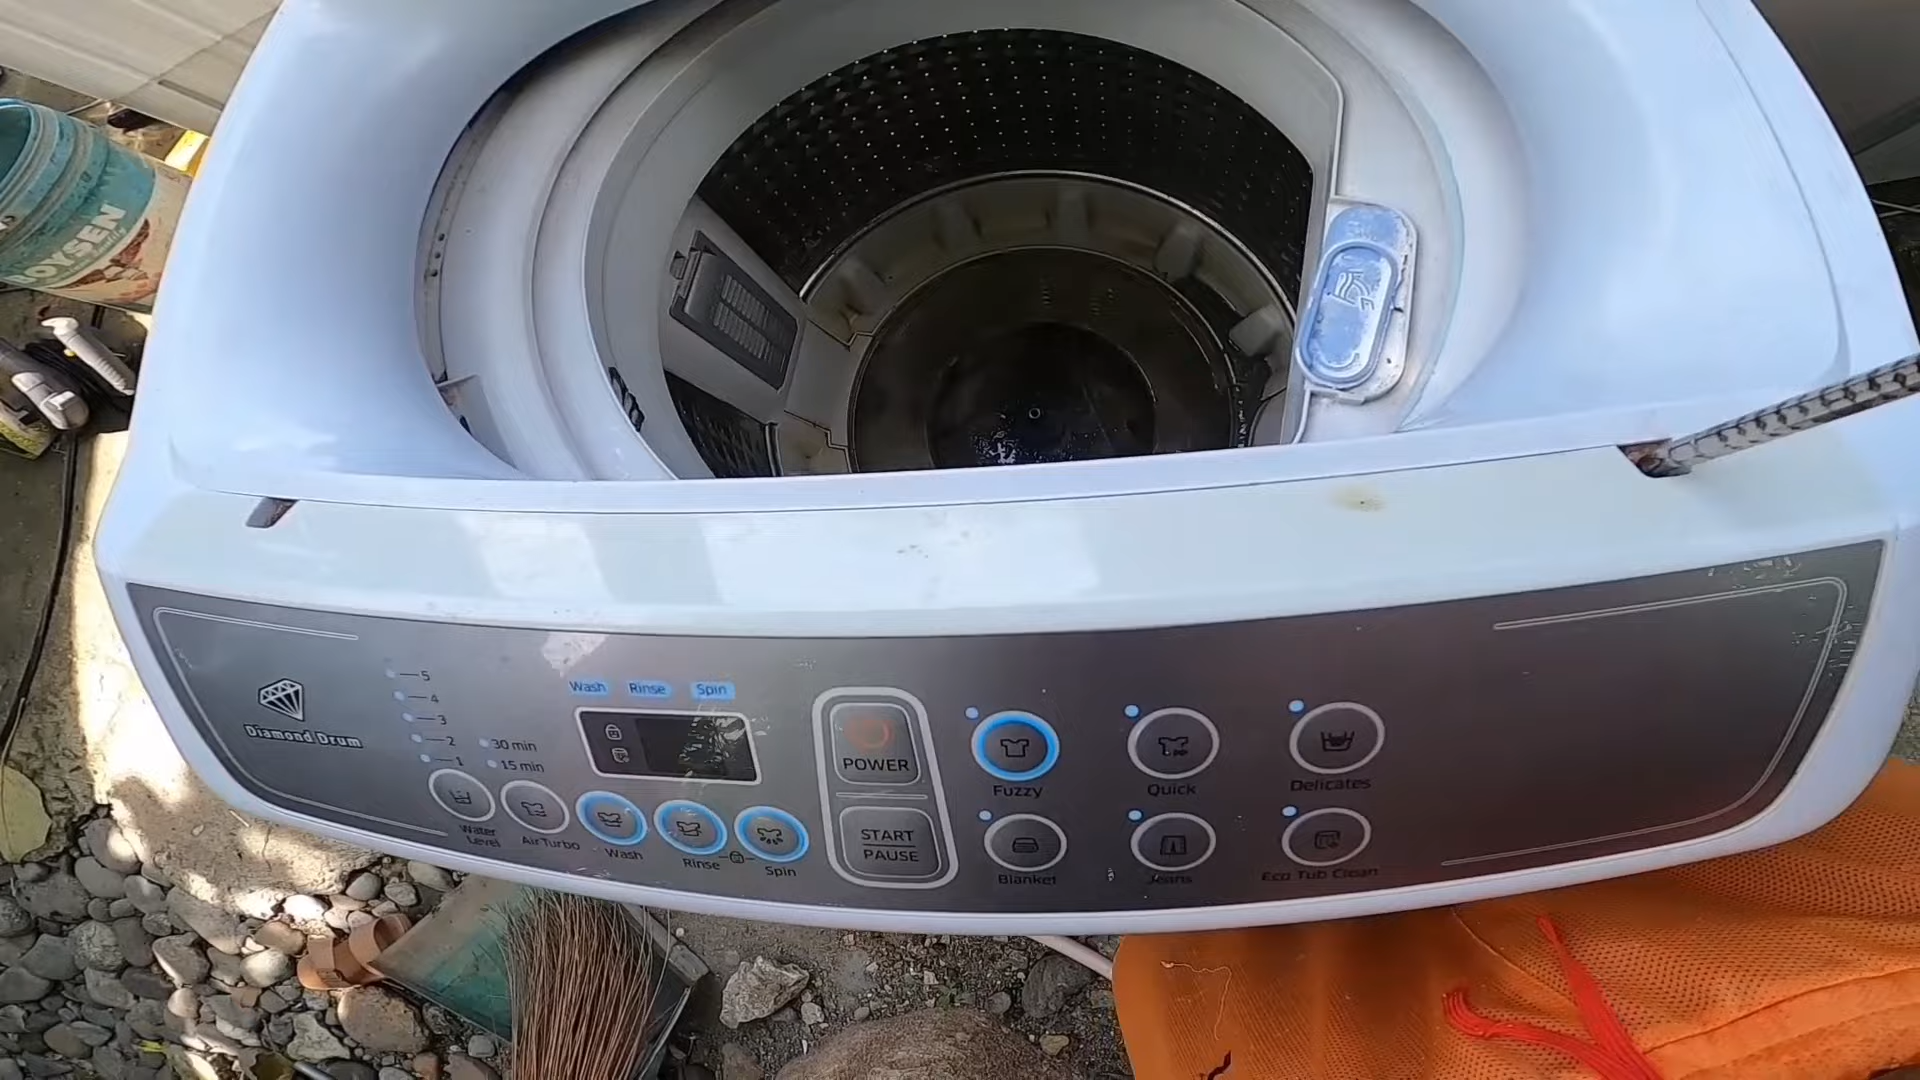 BOYSEN
Diamond Drum
5
4
3
2
1
30 min
15 min
Water
Level
Air Turbo
Wash Rinse Spin
Wash
Rinse
Spin
POWER
START
PAUSE
Fuzzy
Quick
Delicates
Blanket
Jeans
Eco Tub Clean